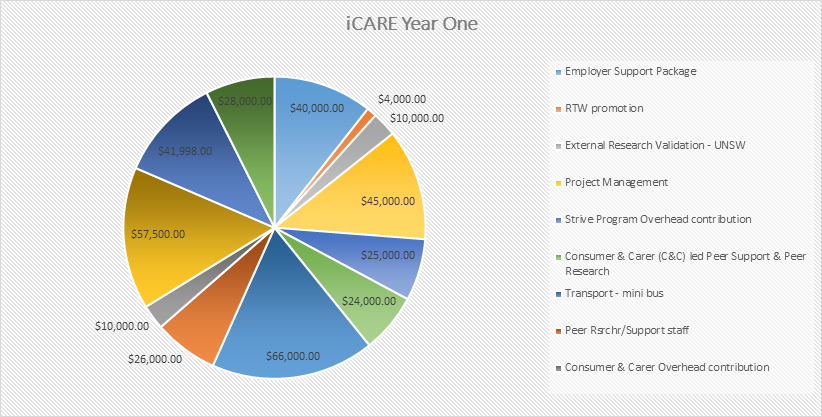 iCARE Year One
$28,000.00
$40,000.00
$4,000.00
$10,000.00
$41,998.00
$45,000.00
$57,500.00
$25,000.00
$24,000.00
$10,000.00
$26,000.00
$66,000.00
Employer Support Package
RTW promotion
External Research Validation - UNSW
Project Management
Strive Program Overhead contribution
Consumer & Carer (C&C) led Peer Support & Peer
Research
Transport - mini bus
Peer Rsrchr/Support staff
Consumer & Carer Overhead contribution